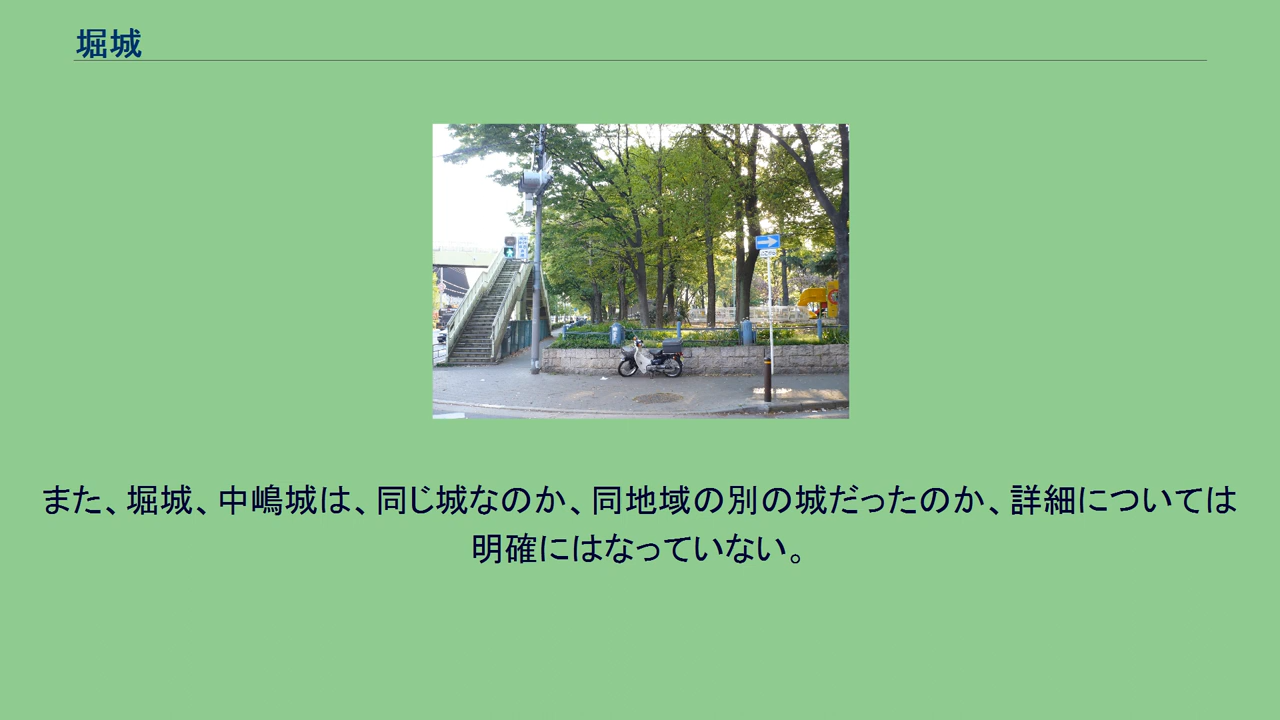 堀城
また、堀城、中嶋城は、同じ城なのか、同地域の別の城だったのか、詳細については
明確にはなっていない。